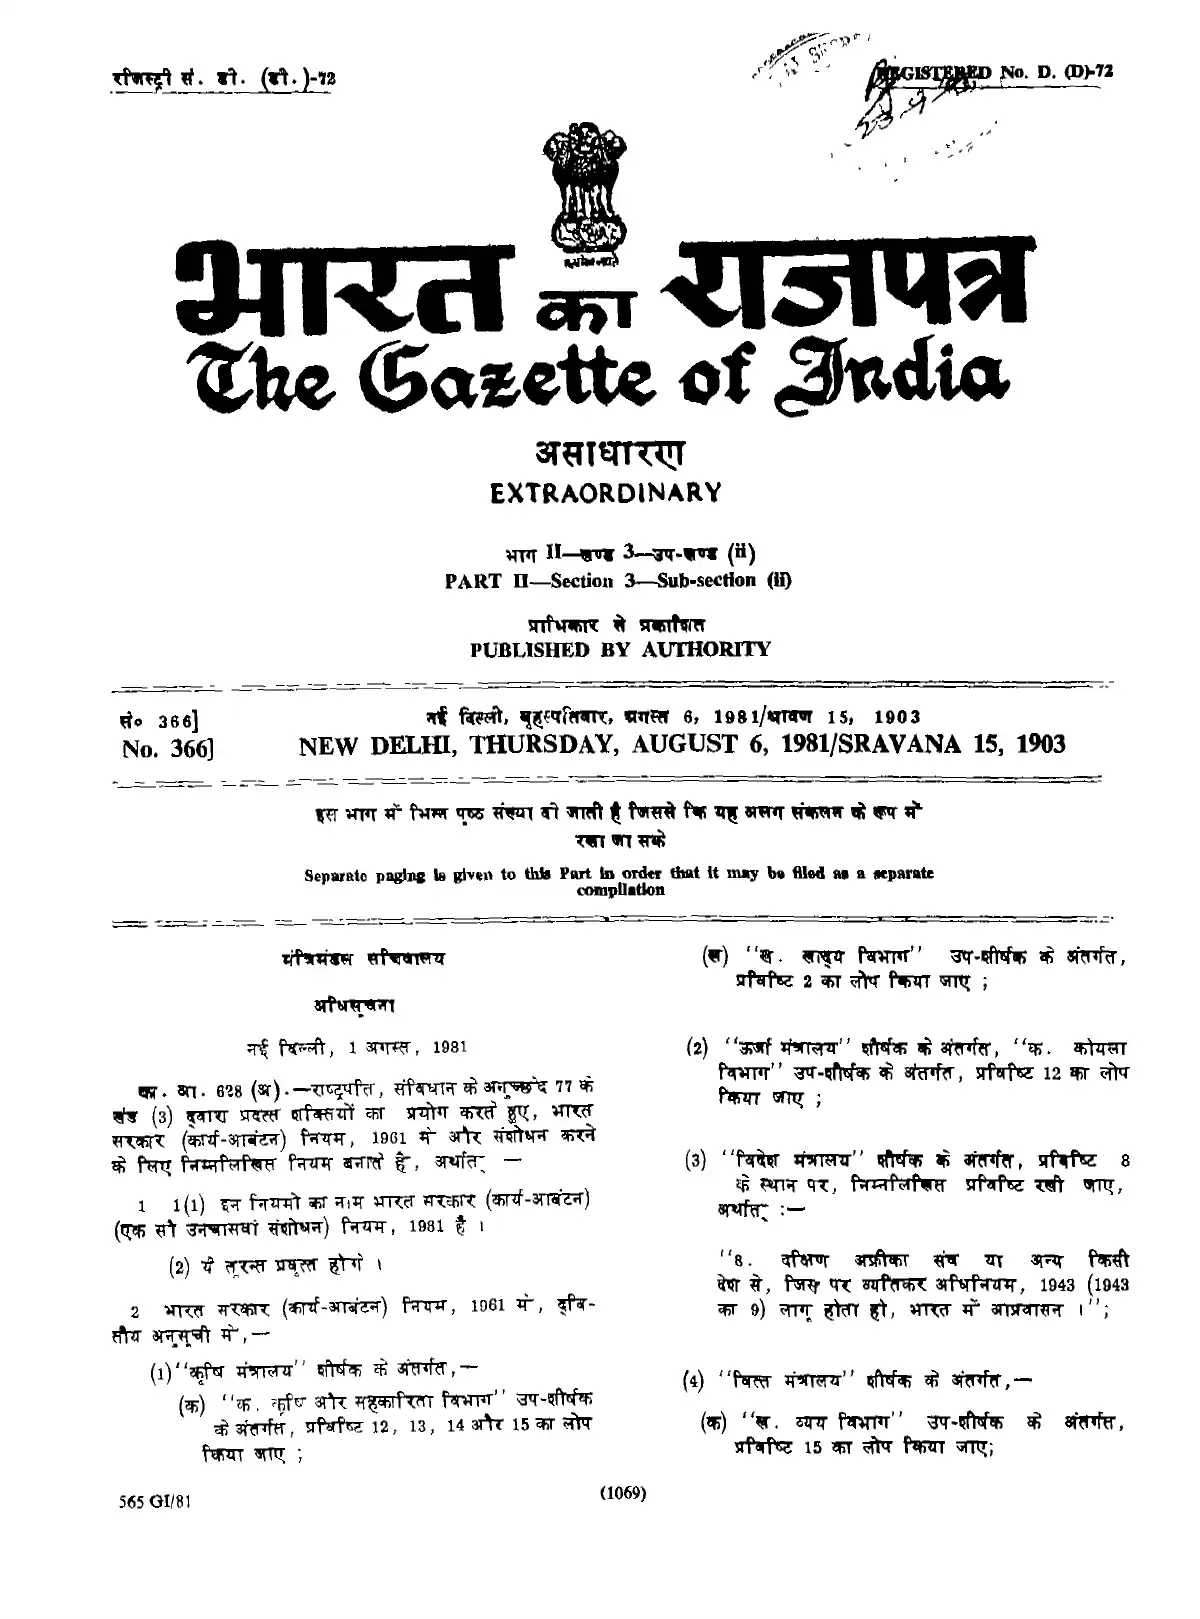 रजिस्ट्री सं. डी. (डी.)-72
REGISTERED No. D. (D)-72
भारत का राजपत्र
The Gazette of India
असाधारण
EXTRAORDINARY
भाग II—खण्ड 3—उप-खण्ड (ii)
PART II—Section 3—Sub-section (ii)
प्राधिकार से प्रकाशित
PUBLISHED BY AUTHORITY
सं० 366]
नई दिल्ली, बृहस्पतिवार, अगस्त 6, 1981/श्रावण 15, 1903
No. 366]
NEW DELHI, THURSDAY, AUGUST 6, 1981/SRAVANA 15, 1903
इस भाग में भिन्न पृष्ठ संख्या दी जाती है जिससे कि यह अलग संकलन के रूप में
रखा जा सके
Separate paging is given to this Part in order that it may be filed as a separate
compilation
मंत्रिमंडल सचिवालय
अधिसूचना
नई दिल्ली, 1 अगस्त, 1981
का. आ. 628 (अ).—राष्ट्रपति, संविधान के अनुच्छेद 77 के
खंड (3) द्वारा प्रदत्त शक्तियों का प्रयोग करते हुए, भारत
सरकार (कार्य-आबंटन) नियम, 1961 में और संशोधन करने
के लिए निम्नलिखित नियम बनाते है, अर्थात् —
1 1(1) इन नियमों का नाम भारत सरकार (कार्य-आबंटन)
(एक सौ उनचासवां संशोधन) नियम, 1981 है ।
(2) ये तुरन्त प्रवृत्त होंगे ।
2 भारत सरकार (कार्य-आबंटन) नियम, 1961 में, द्वि-
तीय अनुसूची में,—
(1) ''कृषि मंत्रालय'' शीर्षक के अंतर्गत,—
(क) ''क. कृषि और सहकारिता विभाग'' उप-शीर्षक
के अंतर्गत, प्रविष्टि 12, 13, 14 और 15 का लोप
किया जाए ;
(ख) ''ख. खाद्य विभाग'' उप-शीर्षक के अंतर्गत,
प्रविष्टि 2 का लोप किया जाए ;
(2) ''ऊर्जा मंत्रालय'' शीर्षक के अंतर्गत, ''क. कोयला
विभाग'' उप-शीर्षक के अंतर्गत, प्रविष्टि 12 का लोप
किया जाए ;
(3) ''विदेश मंत्रालय'' शीर्षक के अंतर्गत, प्रविष्टि 8
के स्थान पर, निम्नलिखित प्रविष्टि रखी जाए,
अर्थात् :—
''8. दक्षिण अफ्रीका संघ या अन्य किसी
देश से, जिस पर व्यतिकर अधिनियम, 1943 (1943
का 9) लागू होता हो, भारत में आप्रवासन ।'';
(4) ''वित्त मंत्रालय'' शीर्षक के अंतर्गत,—
(क) ''ख. व्यय विभाग'' उप-शीर्षक के अंतर्गत,
प्रविष्टि 15 का लोप किया जाए;
565 GI/81
(1069)